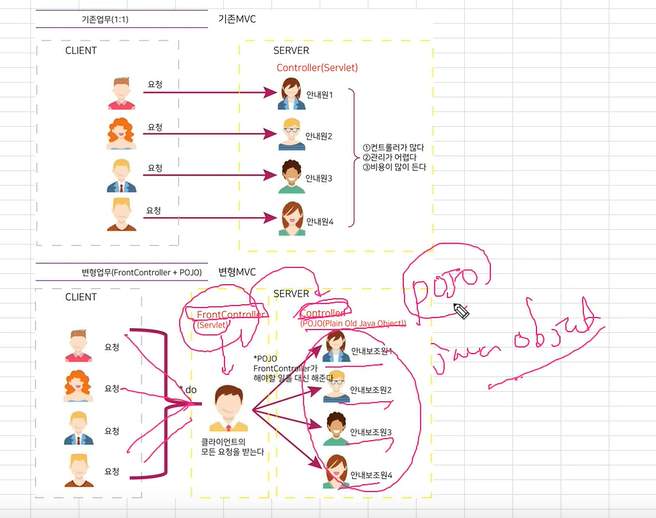 기존업무(1:1)
기존MVC
CLIENT
SERVER
Controller(Servlet)
요청
안내원1
요청
안내원2
요청
안내원3
요청
안내원4
①컨트롤러가 많다
②관리가 어렵다
③비용이 많이 든다
변형업무(FrontController + POJO)
변형MVC
CLIENT
SERVER
FrontController
(Servlet)
Controller
(POJO(Plain Old Java Object))
POJO
java object
요청
요청
요청
요청
.do
*POJO
FrontController가
해야할 일를 대신 해준다
클라이언트의
모든 요청을 받는다
안내보조원1
안내보조원2
안내보조원3
안내보조원4